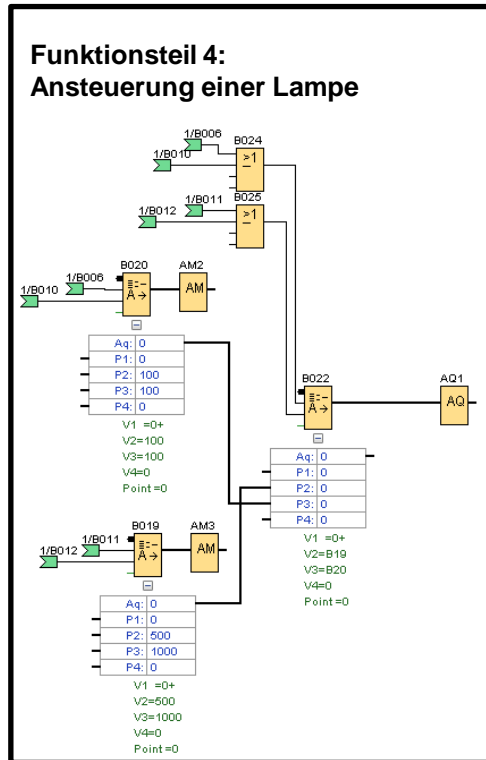 Funktionsteil 4:
Ansteuerung einer Lampe
B024
1/B006
1/B010
≥1
B025
1/B011
1/B012
≥1
B020
AM2
1/B006
1/B010
A→
AM
Aq: 0
P1: 0
P2: 100
P3: 100
P4: 0
V1 =0+
V2=100
V3=100
V4=0
Point =0
B022
AQ1
A→
AQ
Aq: 0
P1: 0
P2: 0
P3: 0
P4: 0
V1 =0+
V2=B19
V3=B20
V4=0
Point =0
B019
AM3
1/B011
1/B012
A→
AM
Aq: 0
P1: 0
P2: 500
P3: 1000
P4: 0
V1 =0+
V2=500
V3=1000
V4=0
Point =0